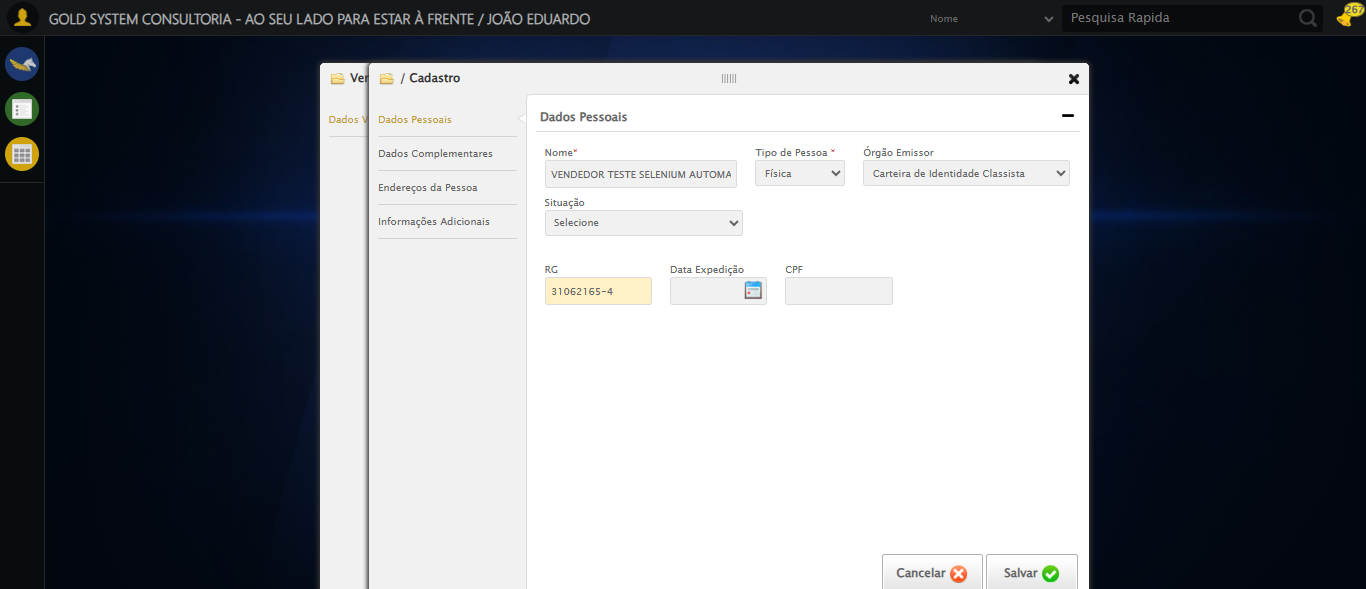 GOLD SYSTEM CONSULTORIA - AO SEU LADO PARA ESTAR À FRENTE / JOÃO EDUARDO
Nome
Pesquisa Rapida
267
Ver
/ Cadastro
Dados V
Dados Pessoais
Dados Complementares
Endereços da Pessoa
Informações Adicionais
Dados Pessoais
Nome*
Tipo de Pessoa *
Órgão Emissor
VENDEDOR TESTE SELENIUM AUTOMA
Física
Carteira de Identidade Classista
Situação
Selecione
RG
Data Expedição
CPF
31062165-4
Cancelar
Salvar